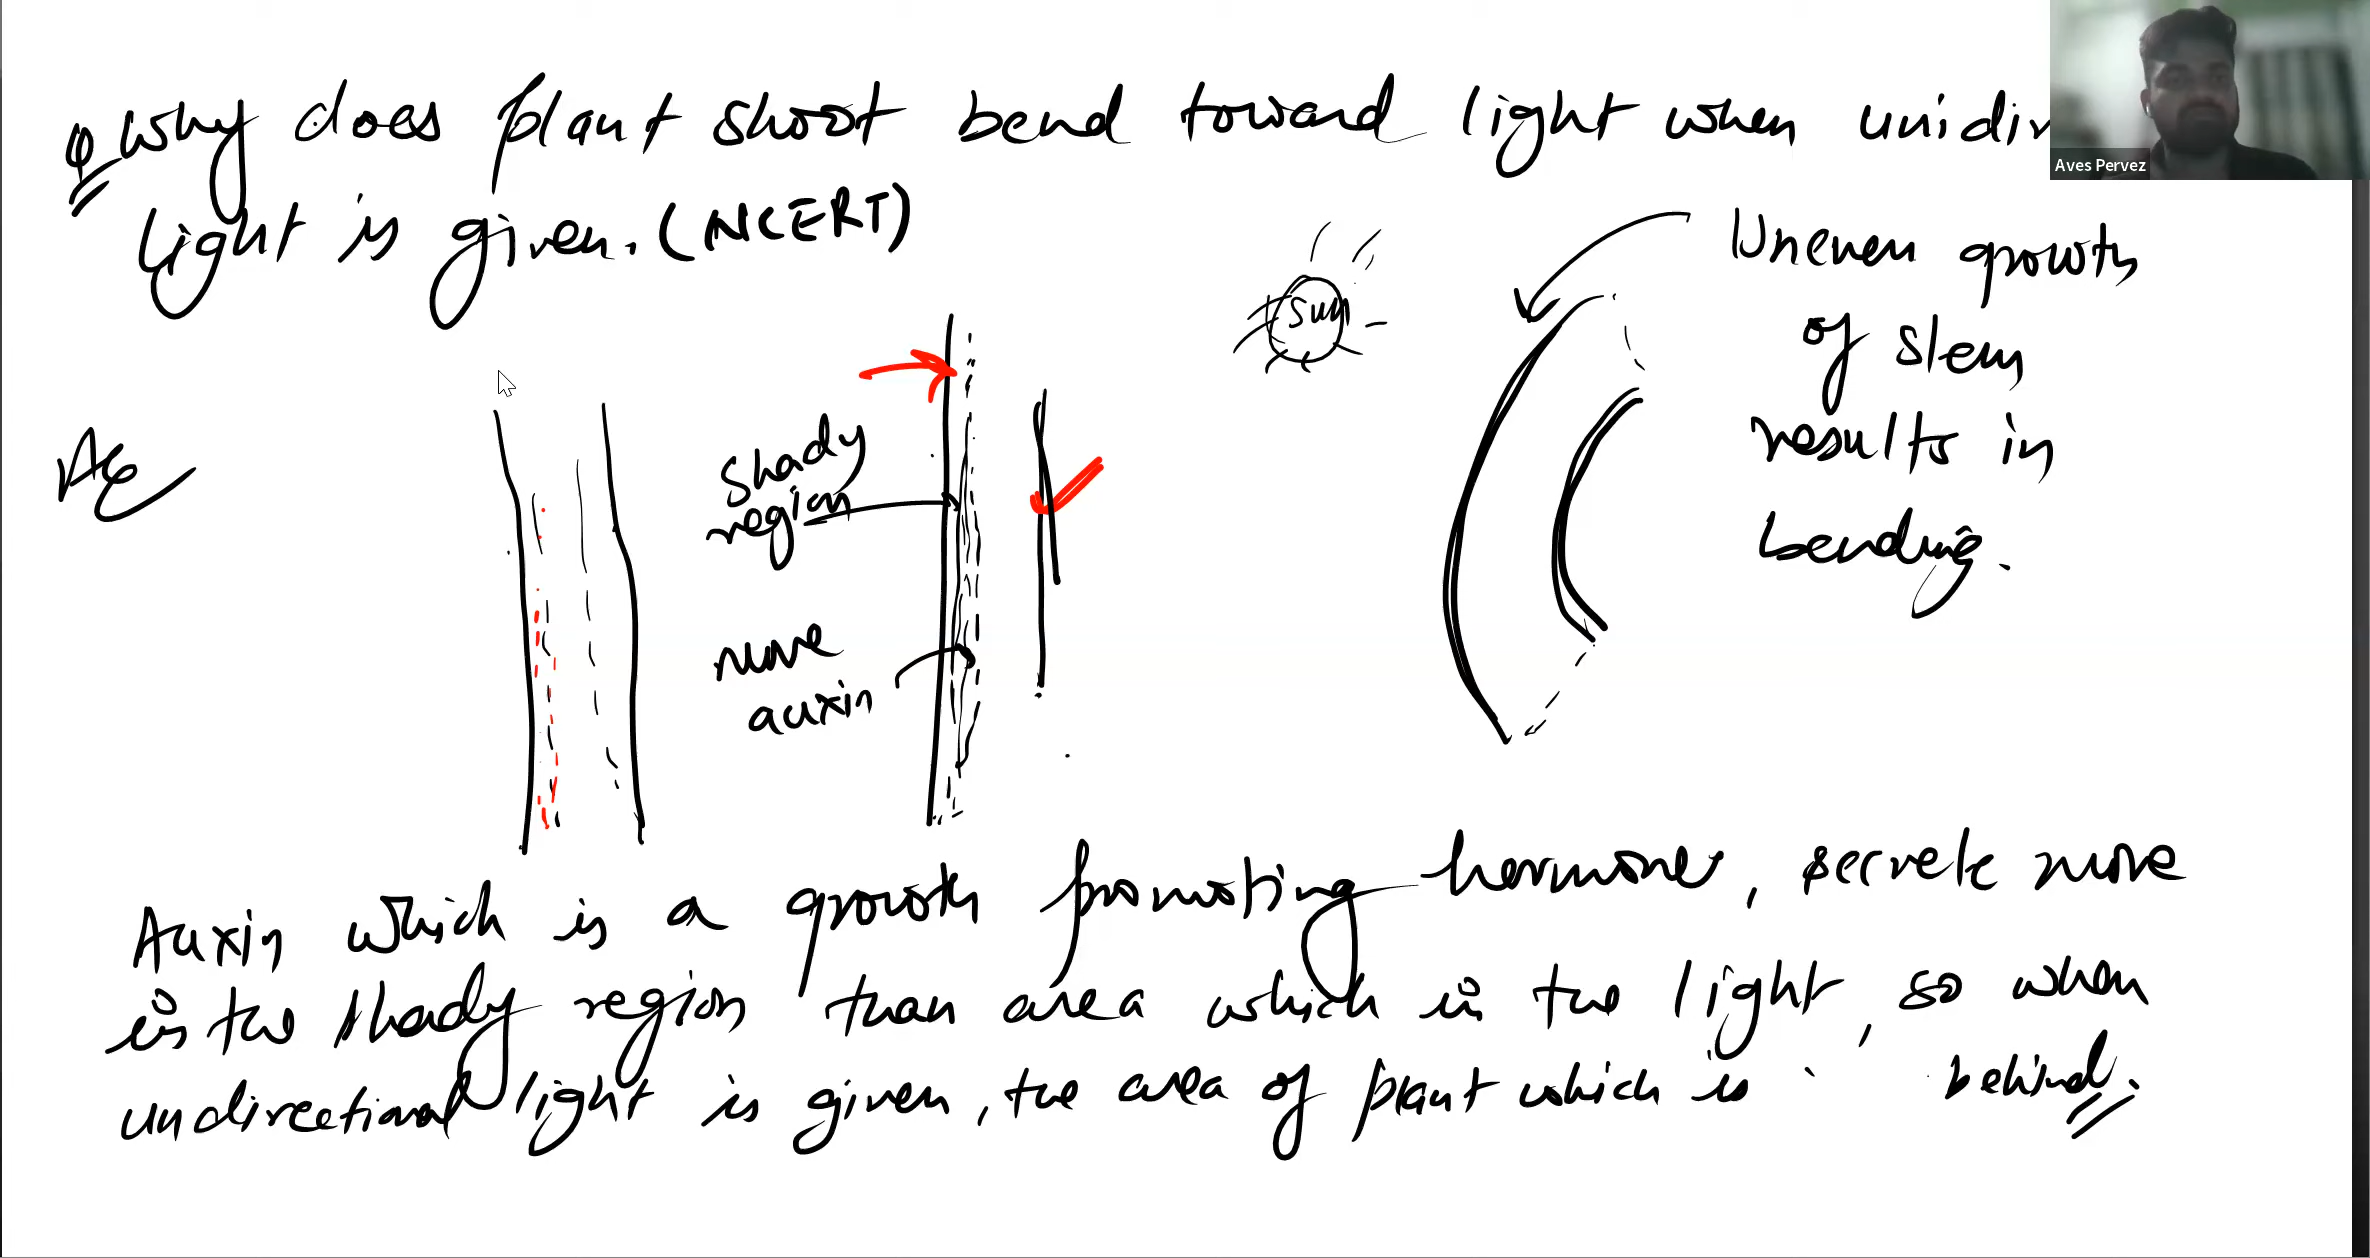 Q Why does plant shoot bend toward light when unidir
light is given. (NCERT)
Aves Pervez
Sun
Uneven growth
of stem
results in
bending.
Shady
region
more
auxin
Auxin which is a growth promoting hormone, secrete more
in the shady region than area which is in the light, so when
undirectional light is given, the area of plant which is behind.